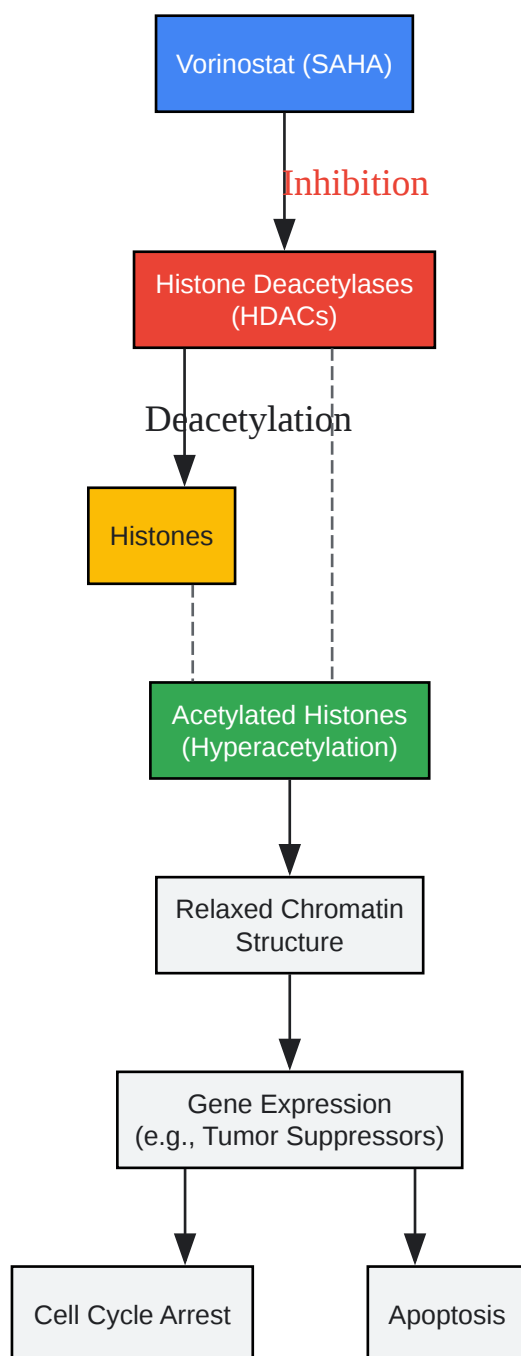 Vorinostat (SAHA)
Inhibition
Histone Deacetylases
(HDACs)
Deacetylation
Histones
Acetylated Histones
(Hyperacetylation)
Relaxed Chromatin
Structure
Gene Expression
(e.g., Tumor Suppressors)
Cell Cycle Arrest
Apoptosis